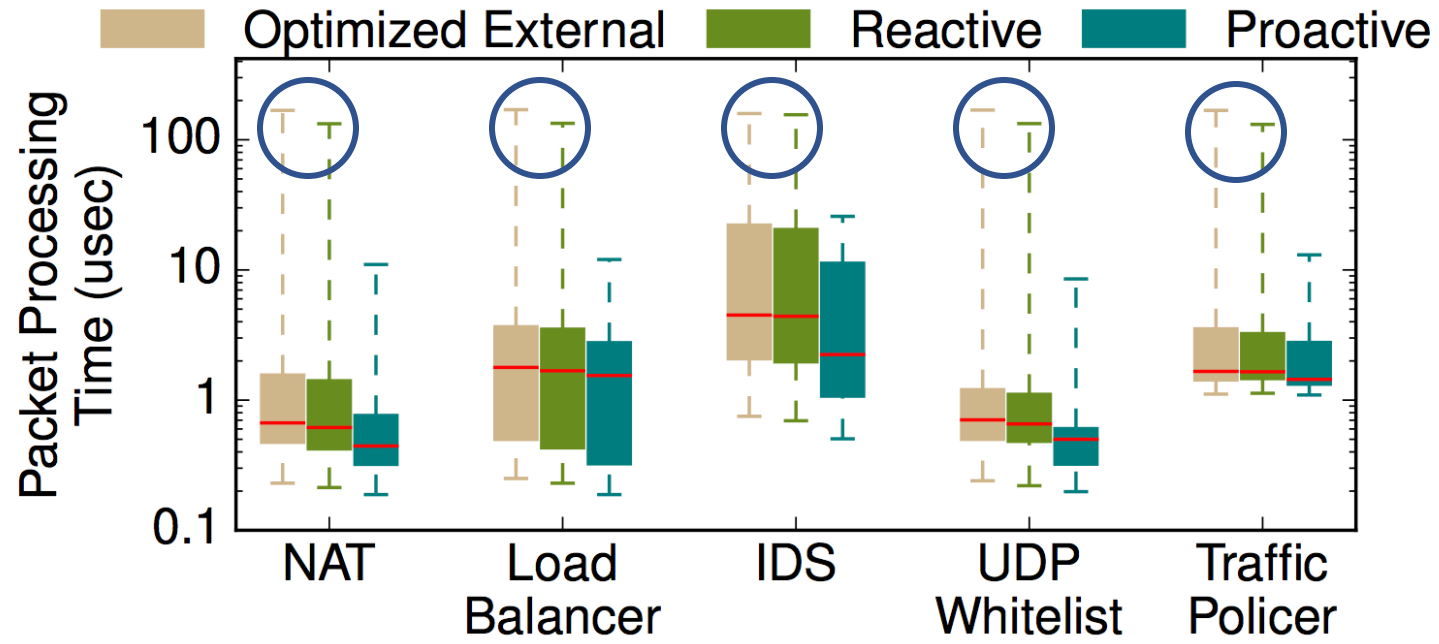 Optimized External Reactive Proactive
Packet Processing
Time (usec)
100
10
1
0.1
NAT Load IDS UDP Traffic
Balancer Whitelist Policer